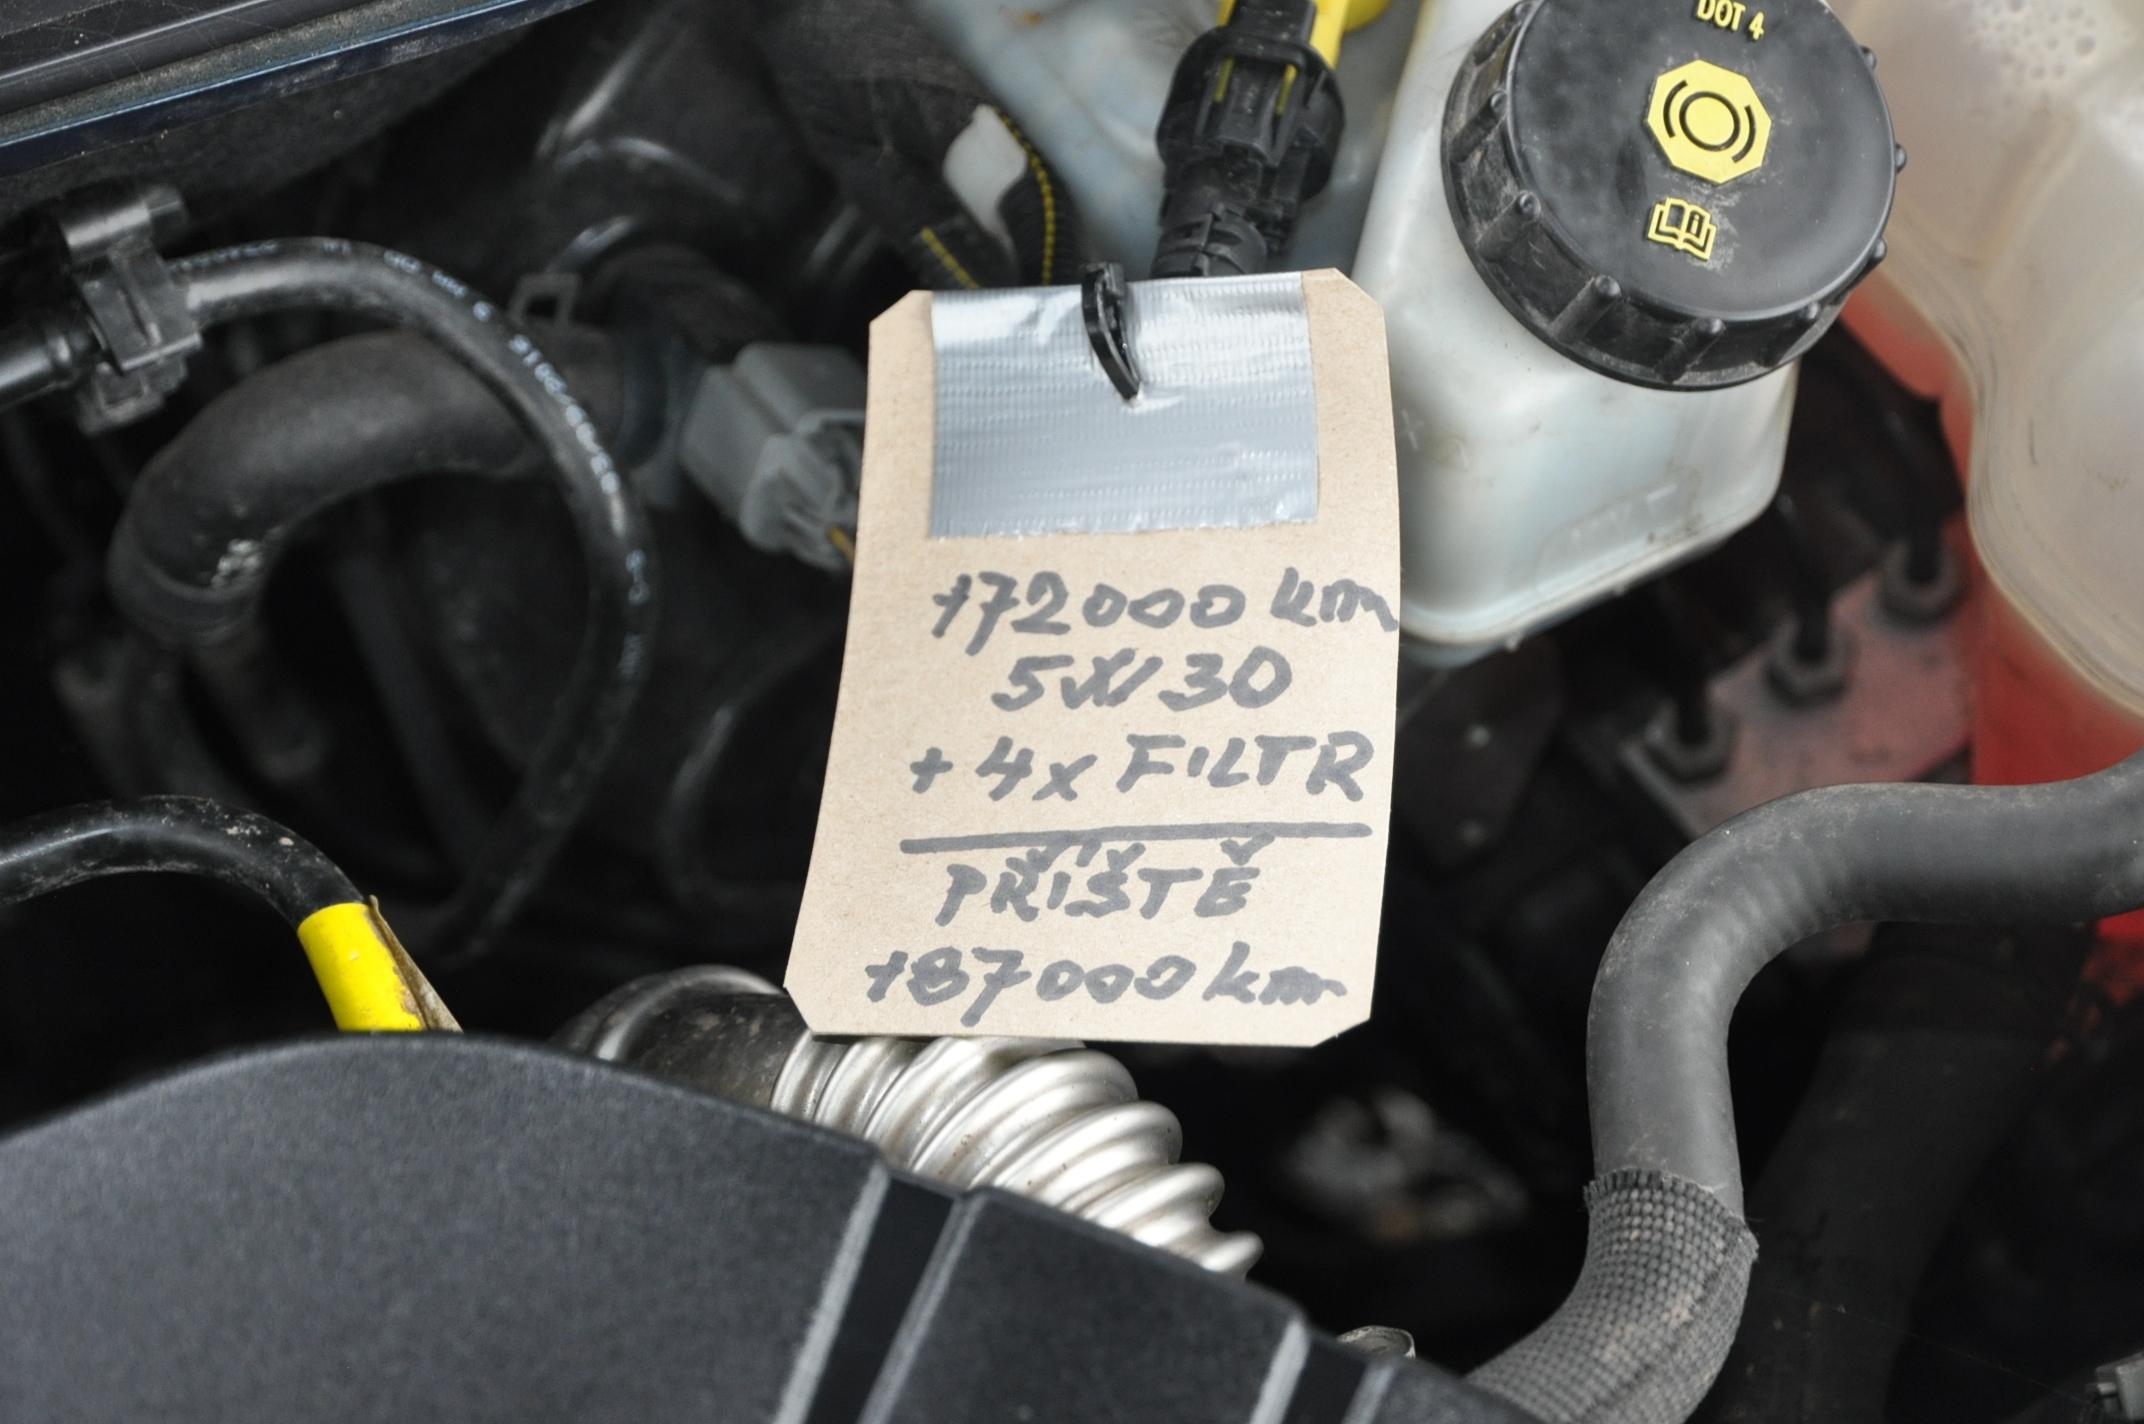 DOT 4
172000 km
5W30
+ 4x FILTR
PŘÍŠTĚ
187000 km